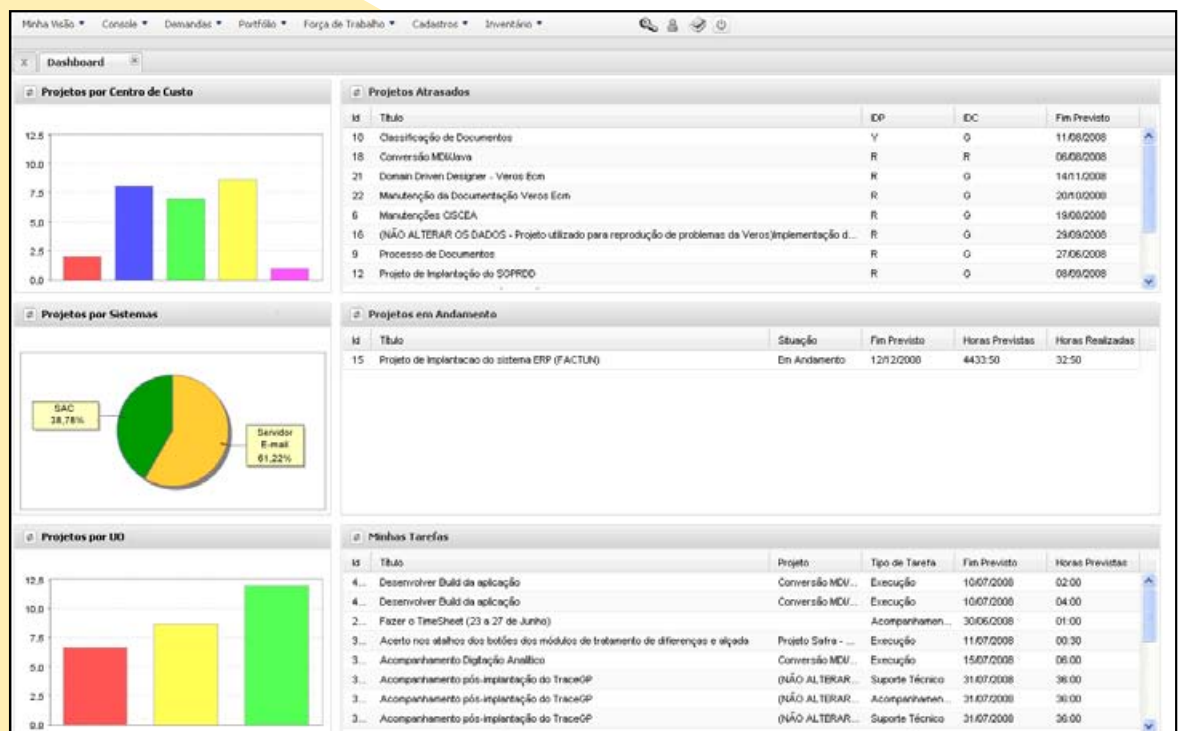 Minha Visão Console Demandas Portfólio Força de Trabalho Cadastros Inventário
x Dashboard
Projetos por Centro de Custo
12.5
10.0
7.5
5.0
2.5
0.0
Projetos Atrasados
Id Título IDP IDC Fim Previsto
10 Classificação de Documentos Y G 11/08/2008
18 Conversão MDI/Java R R 06/08/2008
21 Domain Driven Designer - Veros Ecm R G 14/11/2008
22 Manutenção da Documentação Veros Ecm R G 20/10/2008
6 Manutenções CISCEA R G 19/08/2008
16 (NÃO ALTERAR OS DADOS - Projeto utilizado para reprodução de problemas da Veros)Implementação d... R G 29/09/2008
9 Processo de Documentos R G 27/06/2008
12 Projeto de Implantação do SOPRDD R G 08/09/2008
Projetos por Sistemas
SAC
38,78%
Servidor
E-mail
61,22%
Projetos em Andamento
Id Título Situação Fim Previsto Horas Previstas Horas Realizadas
15 Projeto de Implantacao do sistema ERP (FACTUN) Em Andamento 12/12/2008 4433:50 32:50
Projetos por UO
12,5
10,0
7,5
5,0
2,5
0,0
Minhas Tarefas
Id Título Projeto Tipo de Tarefa Fim Previsto Horas Previstas
4... Desenvolver Build da aplicação Conversão MDI/... Execução 10/07/2008 02:00
4... Desenvolver Build da aplicação Conversão MDI/... Execução 10/07/2008 04:00
2... Fazer o TimeSheet (23 a 27 de Junho) Acompanhamen... 30/06/2008 01:00
3... Acerto nos atalhos dos botões dos módulos de tratamento de diferenças e alçada Projeto Safra - ... Execução 11/07/2008 00:30
3... Acompanhamento Digitação Analítico Conversão MDI/... Execução 15/07/2008 06:00
3... Acompanhamento pós-implantação do TraceGP (NÃO ALTERAR... Suporte Técnico 31/07/2008 36:00
3... Acompanhamento pós-implantação do TraceGP (NÃO ALTERAR... Acompanhamen... 31/07/2008 36:00
3... Acompanhamento pós-implantação do TraceGP (NÃO ALTERAR... Suporte Técnico 31/07/2008 36:00